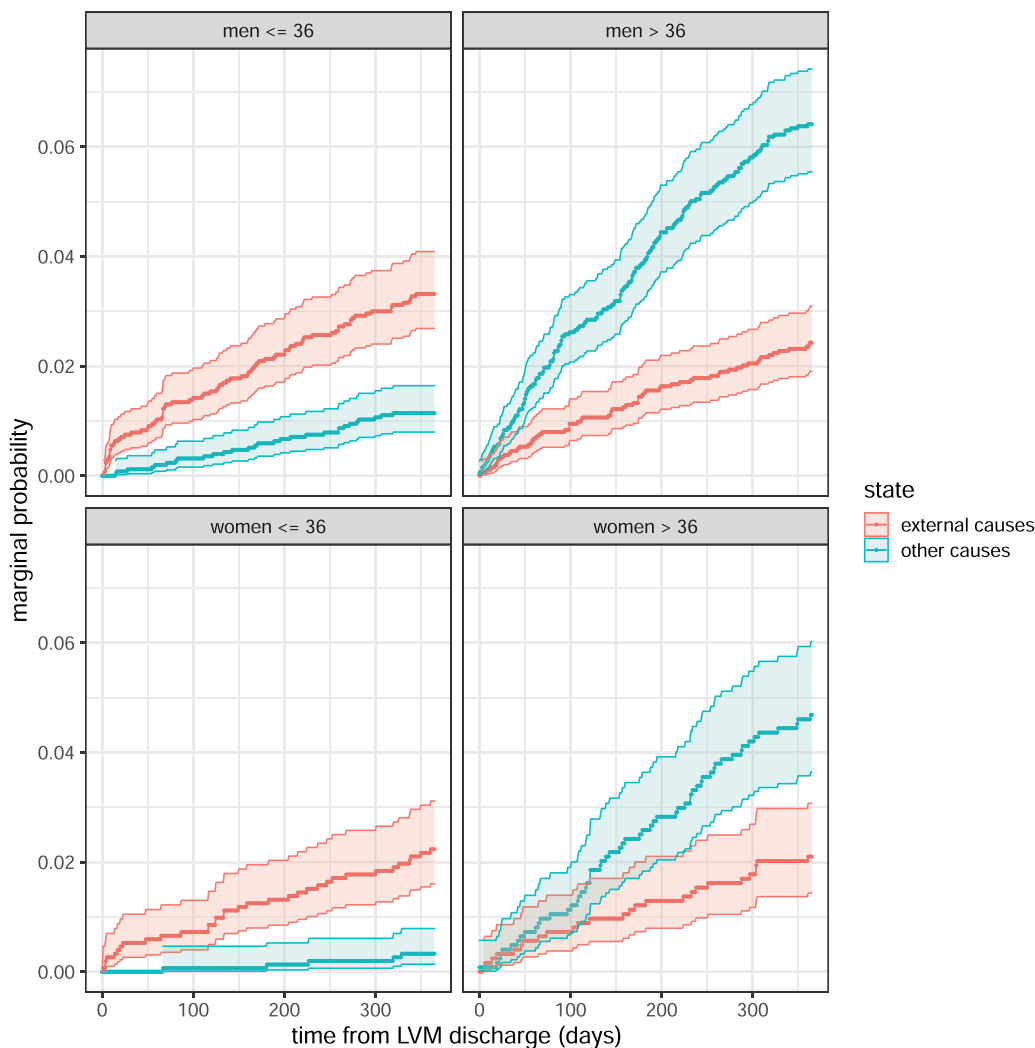 men <= 36
men > 36
0.06
0.04
0.02
0.00
women <= 36
women > 36
0.06
0.04
0.02
0.00
0
100
200
300
0
100
200
300
time from LVM discharge (days)
marginal probability
state
external causes
other causes